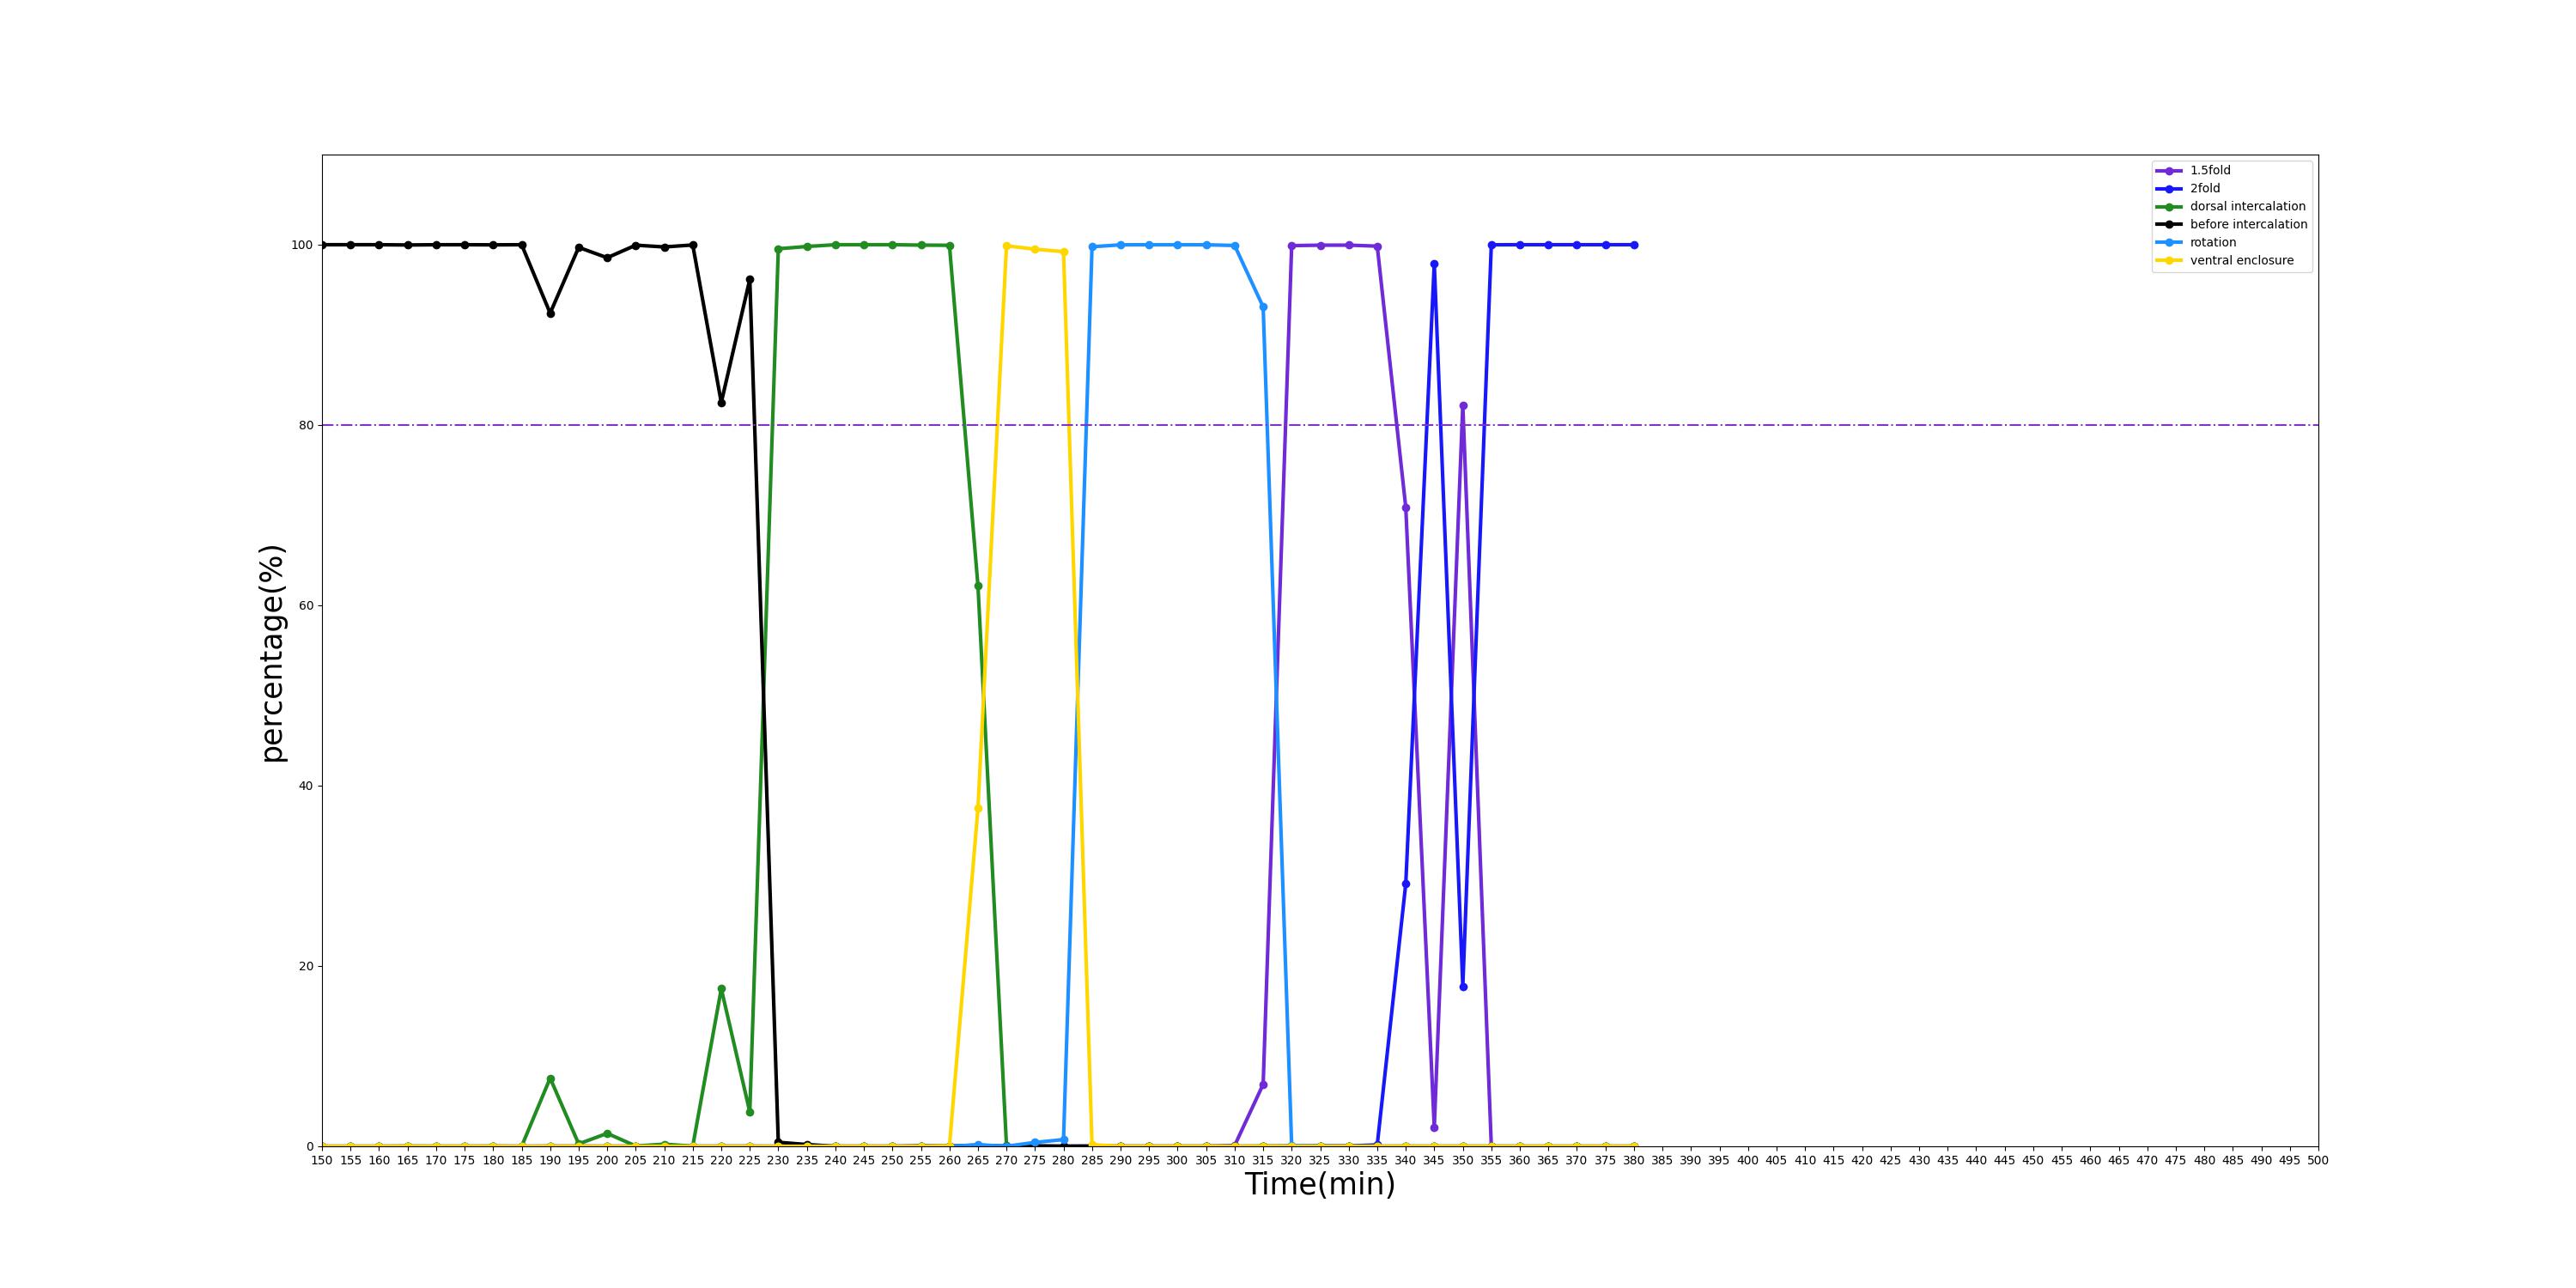 1.5fold
2fold
dorsal intercalation
before intercalation
rotation
ventral enclosure
100
80
60
40
20
0
percentage(%)
150 155 160 165 170 175 180 185 190 195 200 205 210 215 220 225 230 235 240 245 250 255 260 265 270 275 280 285 290 295 300 305 310 315 320 325 330 335 340 345 350 355 360 365 370 375 380 385 390 395 400 405 410 415 420 425 430 435 440 445 450 455 460 465 470 475 480 485 490 495 500
Time(min)